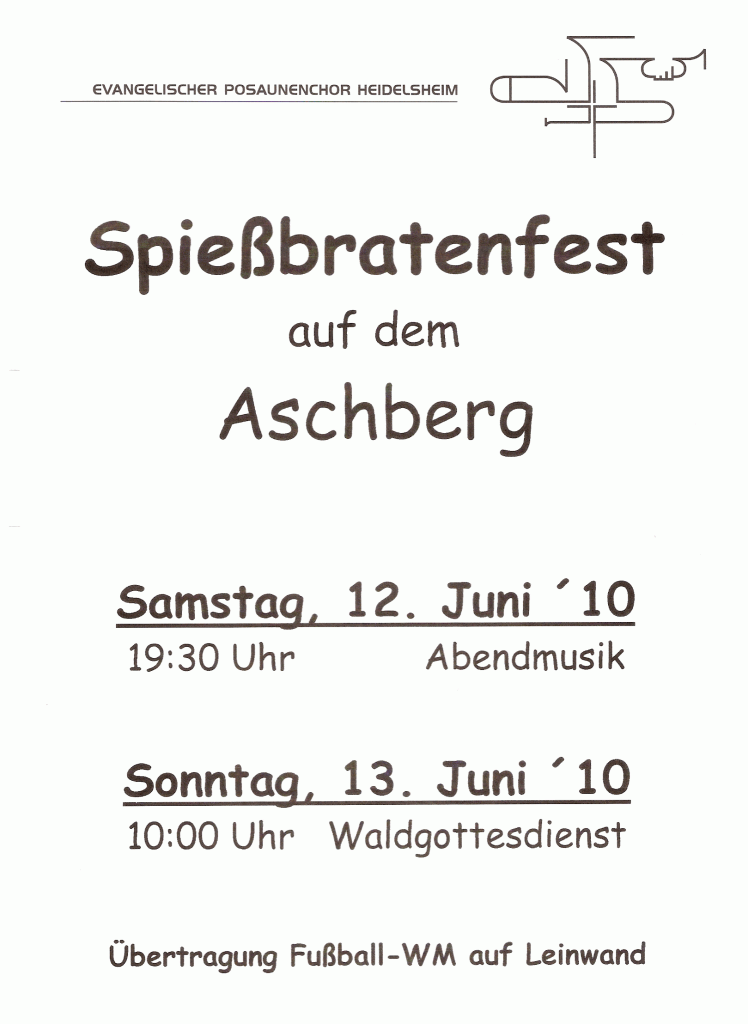 EVANGELISCHER POSAUNENCHOR HEIDELSHEIM
Spießbratenfest
auf dem
Aschberg
Samstag, 12. Juni ´10
19:30 Uhr Abendmusik
Sonntag, 13. Juni ´10
10:00 Uhr Waldgottesdienst
Übertragung Fußball-WM auf Leinwand